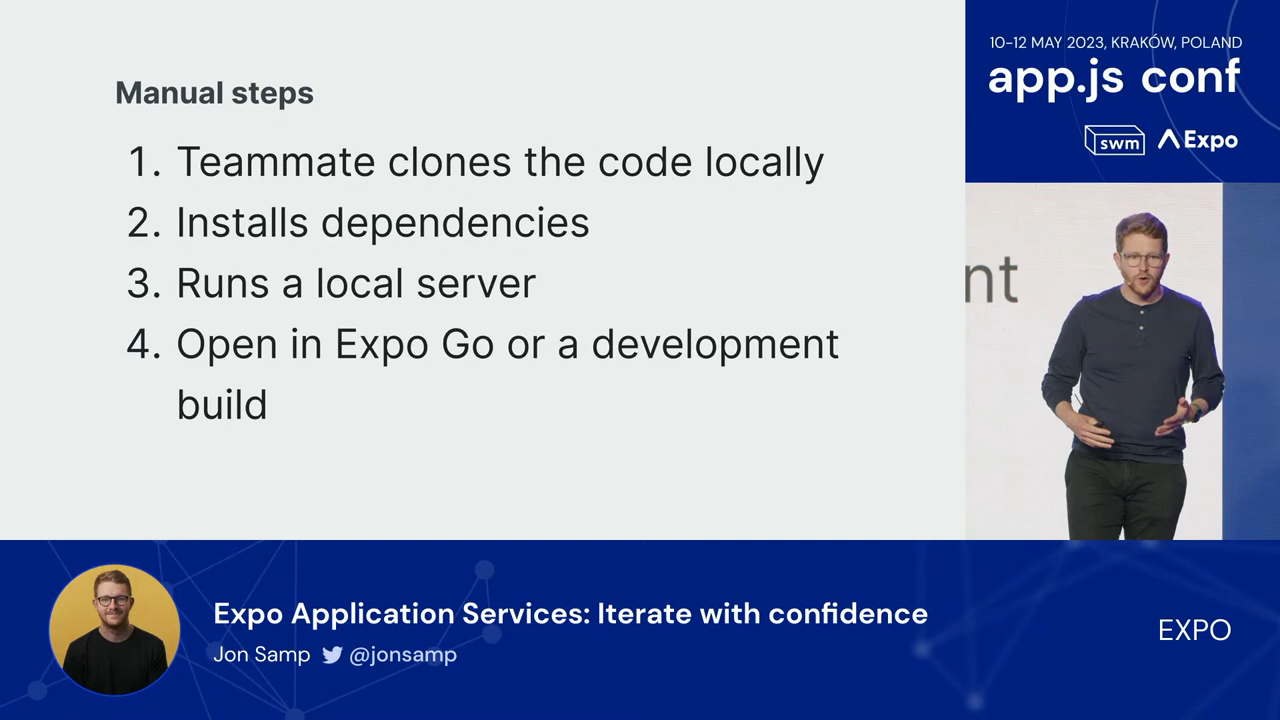 Manual steps
1. Teammate clones the code locally
2. Installs dependencies
3. Runs a local server
4. Open in Expo Go or a development
build
10-12 MAY 2023, KRAKÓW, POLAND
app.js conf
swm Expo
nt
Expo Application Services: Iterate with confidence
Jon Samp @jonsamp
EXPO